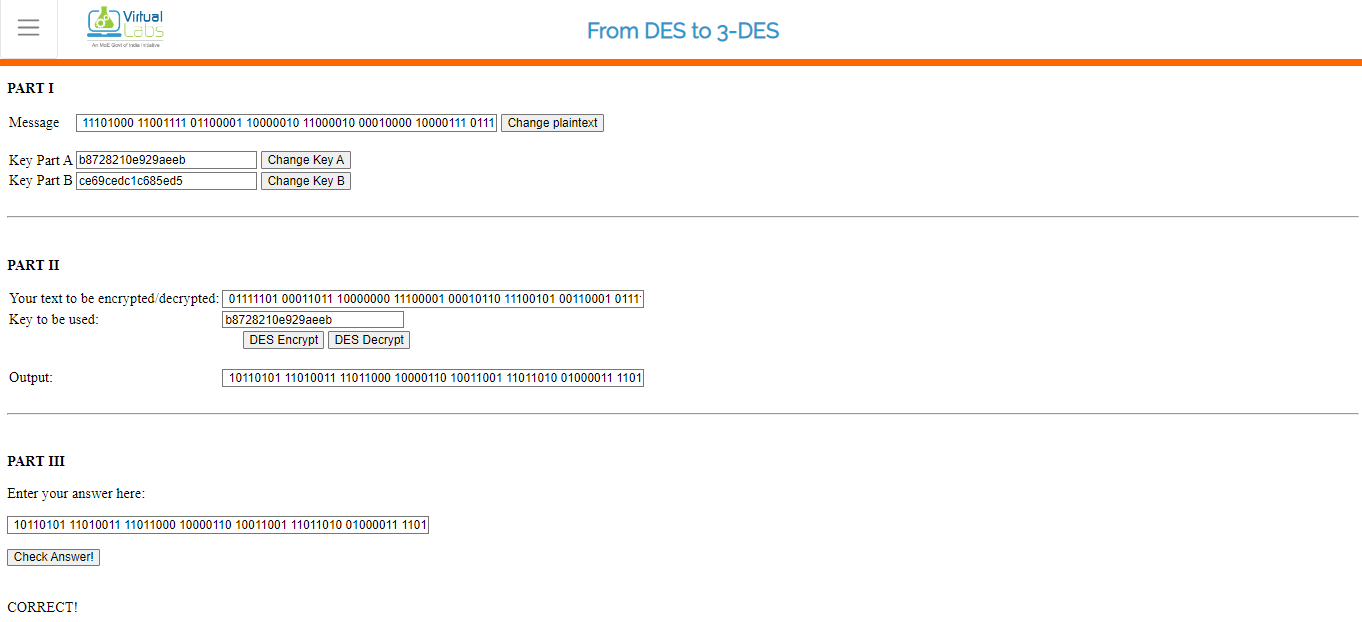 Virtual
Labs
An MoE Govt of India Initiative
From DES to 3-DES
PART I
Message 11101000 11001111 01100001 10000010 11000010 00010000 10000111 0111 Change plaintext
Key Part A b8728210e929aeeb Change Key A
Key Part B ce69cedc1c685ed5 Change Key B
PART II
Your text to be encrypted/decrypted: 01111101 00011011 10000000 11100001 00010110 11100101 00110001 0111
Key to be used: b8728210e929aeeb
DES Encrypt DES Decrypt
Output: 10110101 11010011 11011000 10000110 10011001 11011010 01000011 1101
PART III
Enter your answer here:
10110101 11010011 11011000 10000110 10011001 11011010 01000011 1101
Check Answer!
CORRECT!